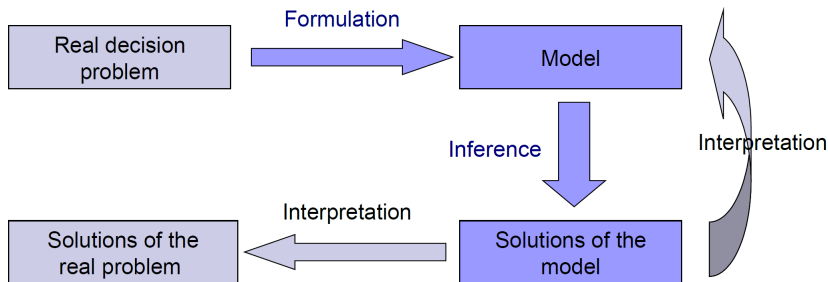 Formulation
Real decision
problem
Model
Inference
Interpretation
Interpretation
Solutions of the
real problem
Solutions of the
model